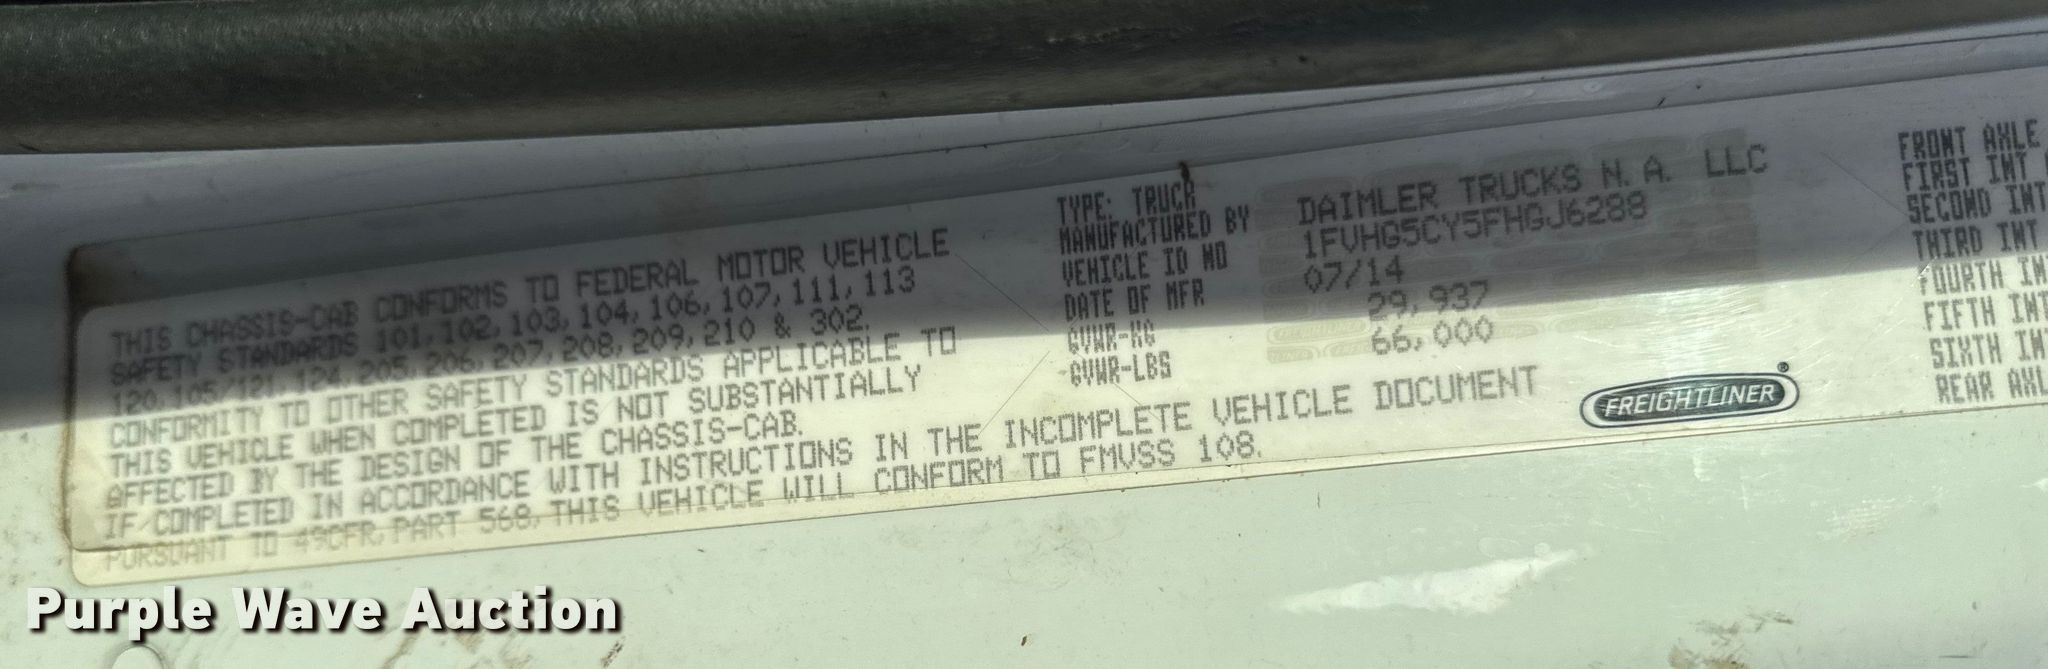 THIS CHASSIS-CAB CONFORMS TO FEDERAL MOTOR VEHICLE
SAFETY STANDARDS 101, 102, 103, 104, 106, 107, 111, 113
120, 105/121, 124, 205, 206, 207, 208, 209, 210 & 302.
CONFORMITY TO OTHER SAFETY STANDARDS APPLICABLE TO
THIS VEHICLE WHEN COMPLETED IS NOT SUBSTANTIALLY
AFFECTED BY THE DESIGN OF THE CHASSIS-CAB.
IF COMPLETED IN ACCORDANCE WITH INSTRUCTIONS IN THE INCOMPLETE VEHICLE DOCUMENT
PURSUANT TO 49CFR, PART 568, THIS VEHICLE WILL CONFORM TO FMVSS 108.
TYPE: TRUCK
MANUFACTURED BY DAIMLER TRUCKS N. A. LLC
VEHICLE ID NO 1FVHG5CY5FHGJ6288
DATE OF MFR 07/14
GVWR-KG 29,937
GVWR-LBS 66,000
FREIGHTLINER®
FRONT AXLE
FIRST INT
SECOND INT
THIRD INT
FOURTH INT
FIFTH INT
SIXTH IN
REAR AXL
Purple Wave Auction